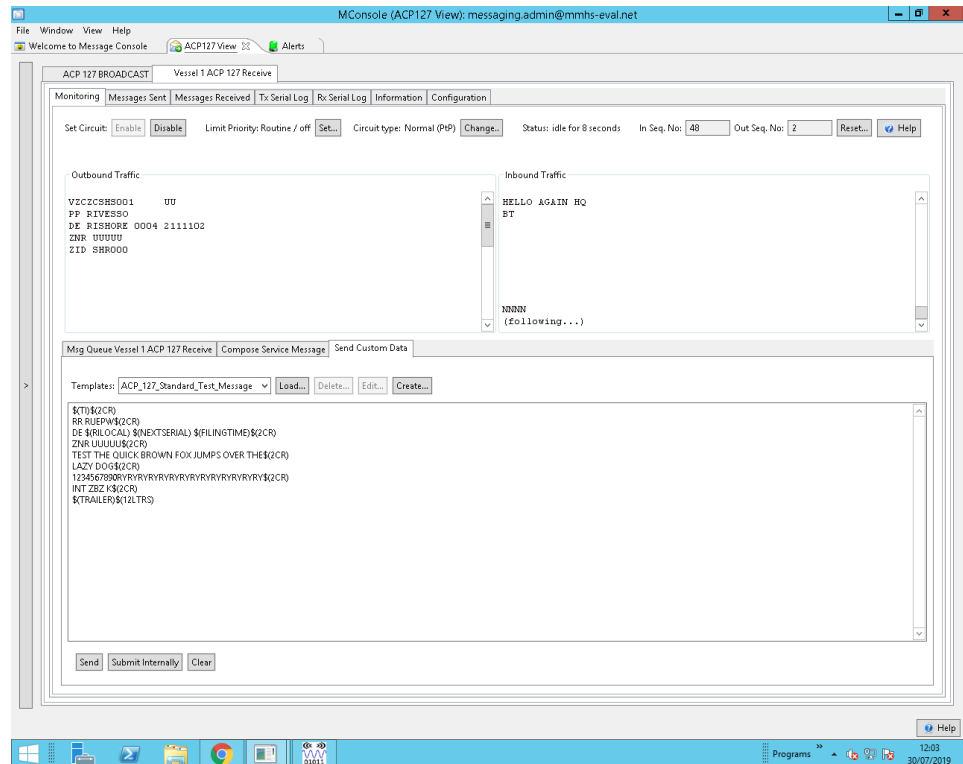 MConsole (ACP127 View): messaging.admin@mmhs-eval.net
File Window View Help
Welcome to Message Console ACP127 View Alerts
ACP 127 BROADCAST Vessel 1 ACP 127 Receive
Monitoring Messages Sent Messages Received Tx Serial Log Rx Serial Log Information Configuration
Set Circuit: Enable Disable Limit Priority: Routine / off Set... Circuit type: Normal (PtP) Change.. Status: idle for 8 seconds In Seq. No: 48 Out Seq. No: 2 Reset... Help
Outbound Traffic
VZCZCSHS001 UU
PP RIVESSO
DE RISHORE 0004 2111102
ZNR UUUUU
ZID SHR000
Inbound Traffic
HELLO AGAIN HQ
BT
NNNN
(following...)
Msg Queue Vessel 1 ACP 127 Receive Compose Service Message Send Custom Data
>
Templates: ACP_127_Standard_Test_Message Load... Delete... Edit... Create...
$(TI)$(2CR)
RR RUEPW$(2CR)
DE $(RILOCAL) $(NEXTSERIAL) $(FILINGTIME)$(2CR)
ZNR UUUUU$(2CR)
TEST THE QUICK BROWN FOX JUMPS OVER THE$(2CR)
LAZY DOG$(2CR)
1234567890RYRYRYRYRYRYRYRYRYRYRYRYRYRYRY$(2CR)
INT ZBZ K$(2CR)
$(TRAILER)$(12LTRS)
Send Submit Internally Clear
Help
Programs 12:03
30/07/2019
01011